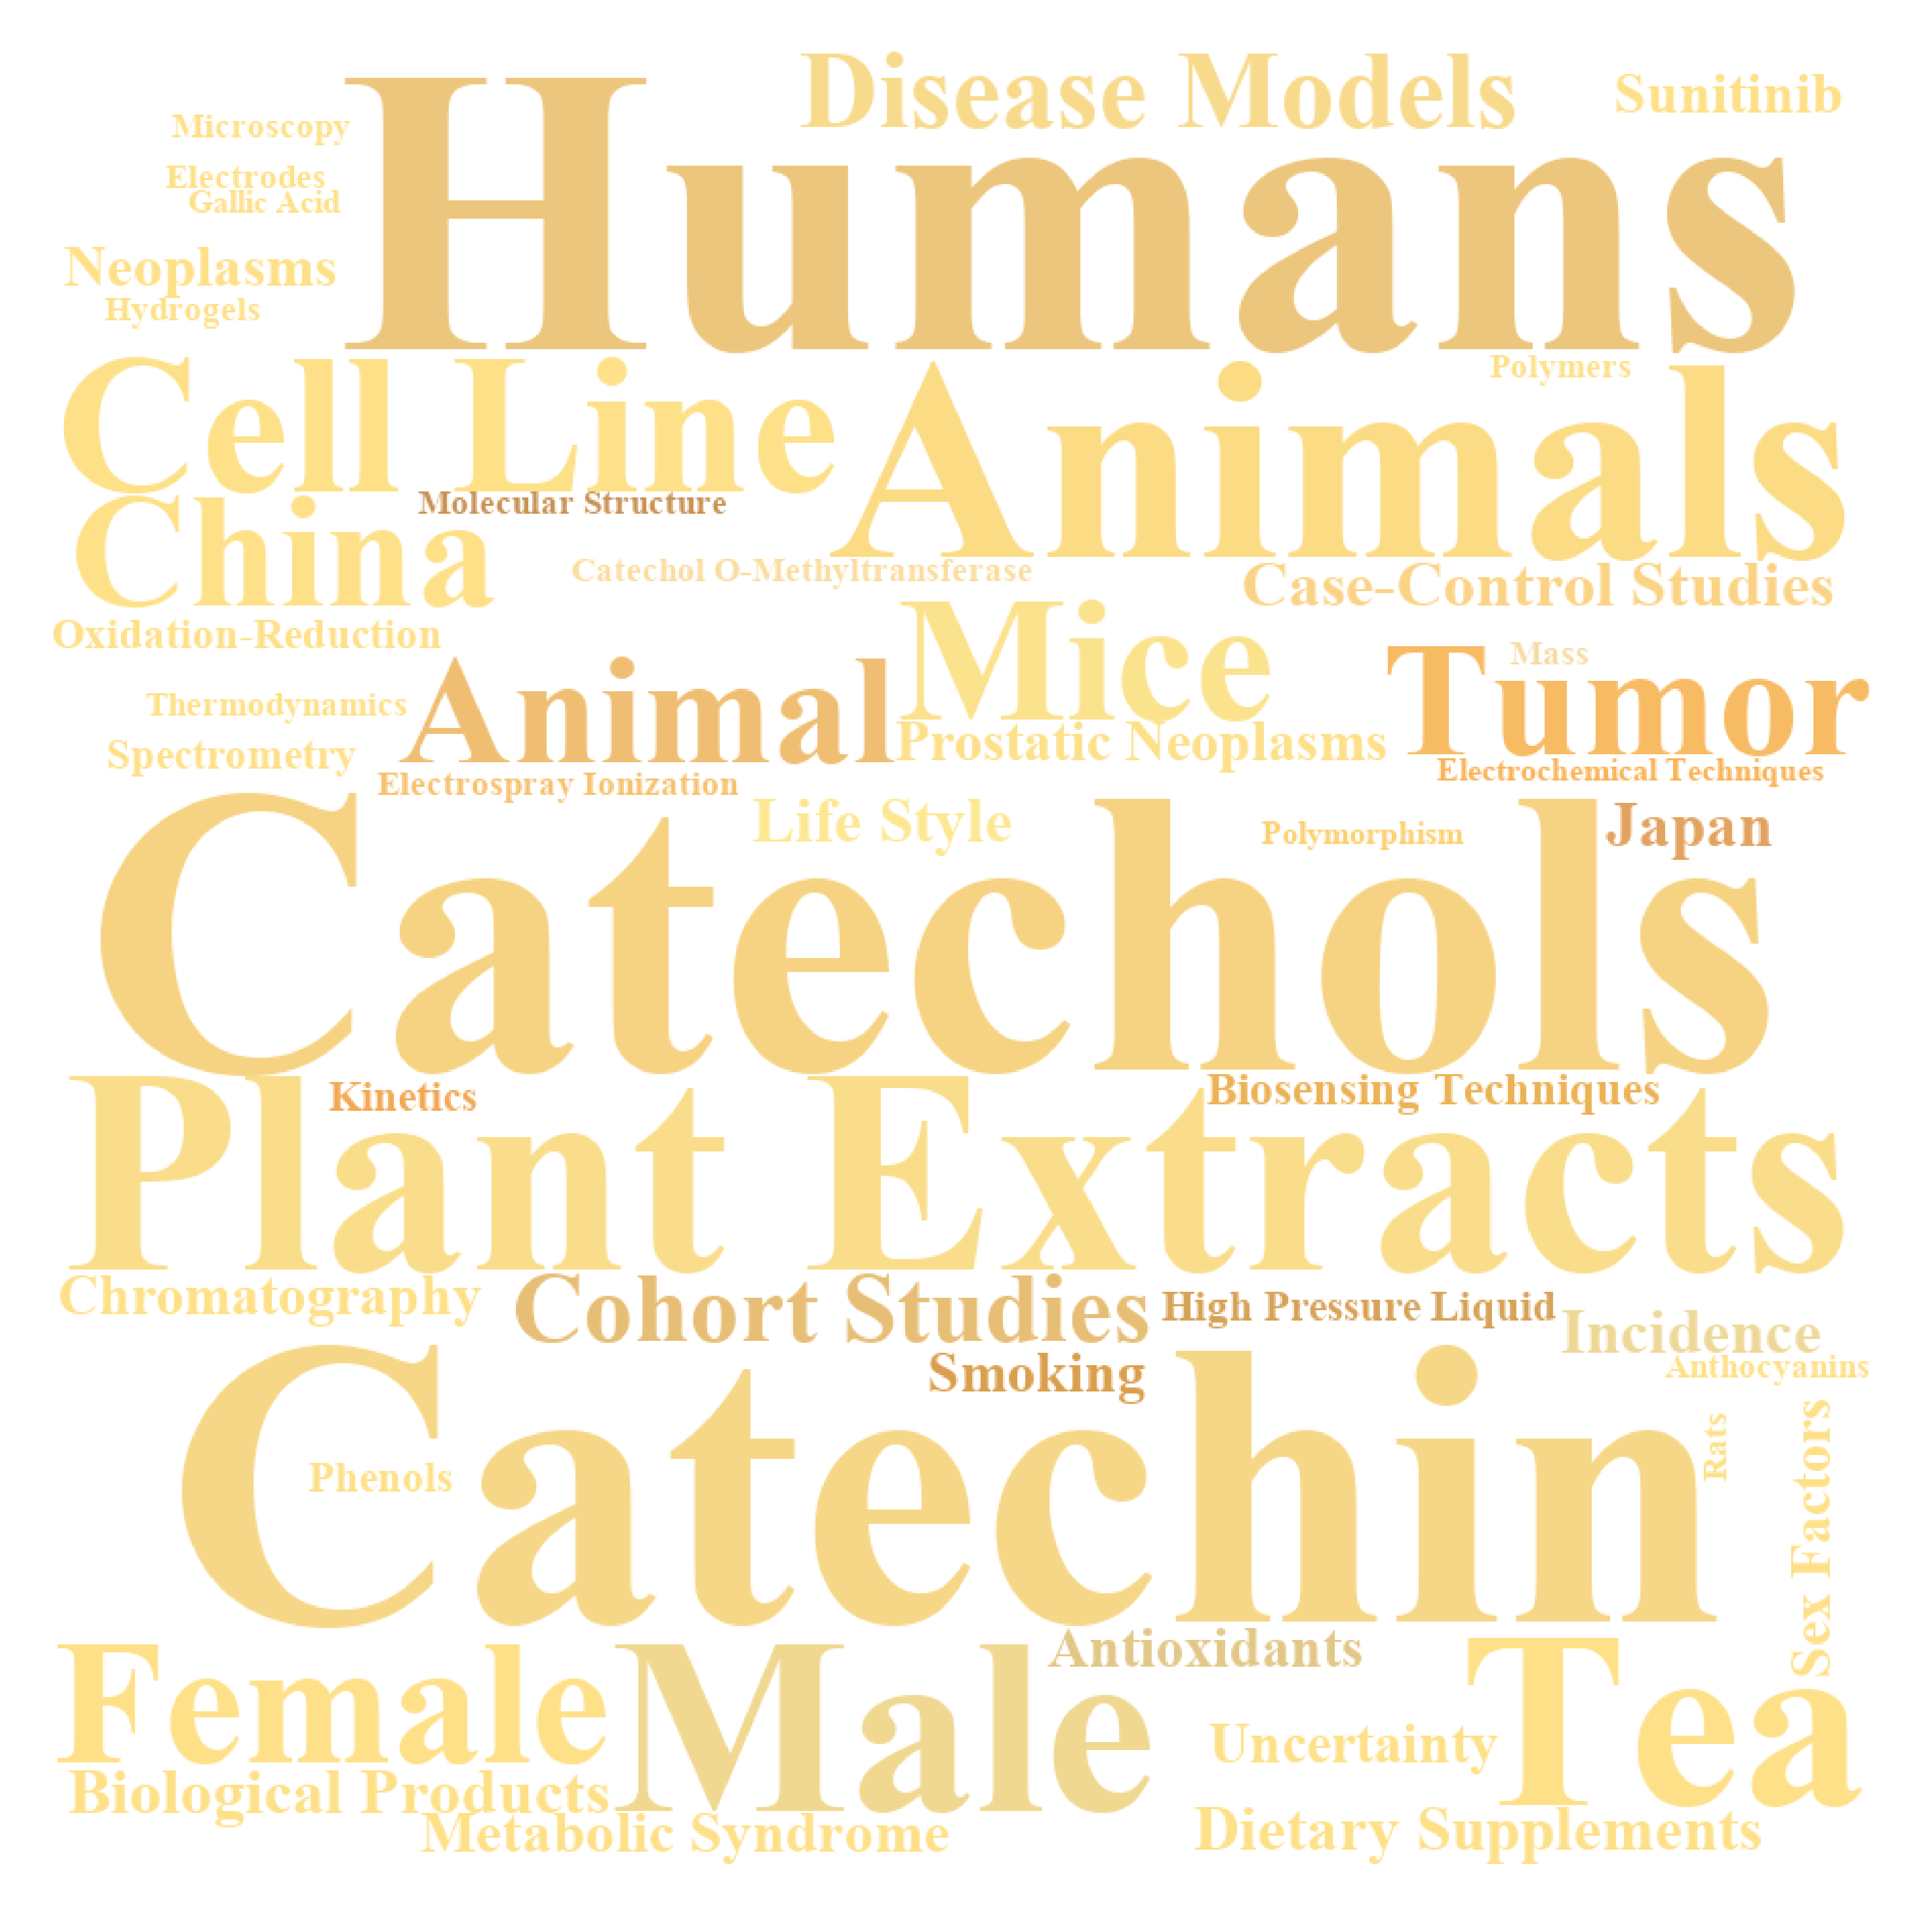 Disease Models
Sunitinib
Humans
Microscopy
Electrodes
Gallic Acid
Neoplasms
Hydrogels
Polymers
Cell Line
Animals
Molecular Structure
China
Catechol O-Methyltransferase
Case-Control Studies
Oxidation-Reduction
Mice
Mass
Tumor
Animal
Thermodynamics
Prostatic Neoplasms
Spectrometry
Electrochemical Techniques
Electrospray Ionization
Life Style
Polymorphism
Japan
Catechols
Kinetics
Biosensing Techniques
Plant Extracts
Chromatography
Cohort Studies
High Pressure Liquid
Incidence
Smoking
Anthocyanins
Catechin
Rats
Sex Factors
Phenols
Antioxidants
Female
Male
Tea
Uncertainty
Biological Products
Metabolic Syndrome
Dietary Supplements